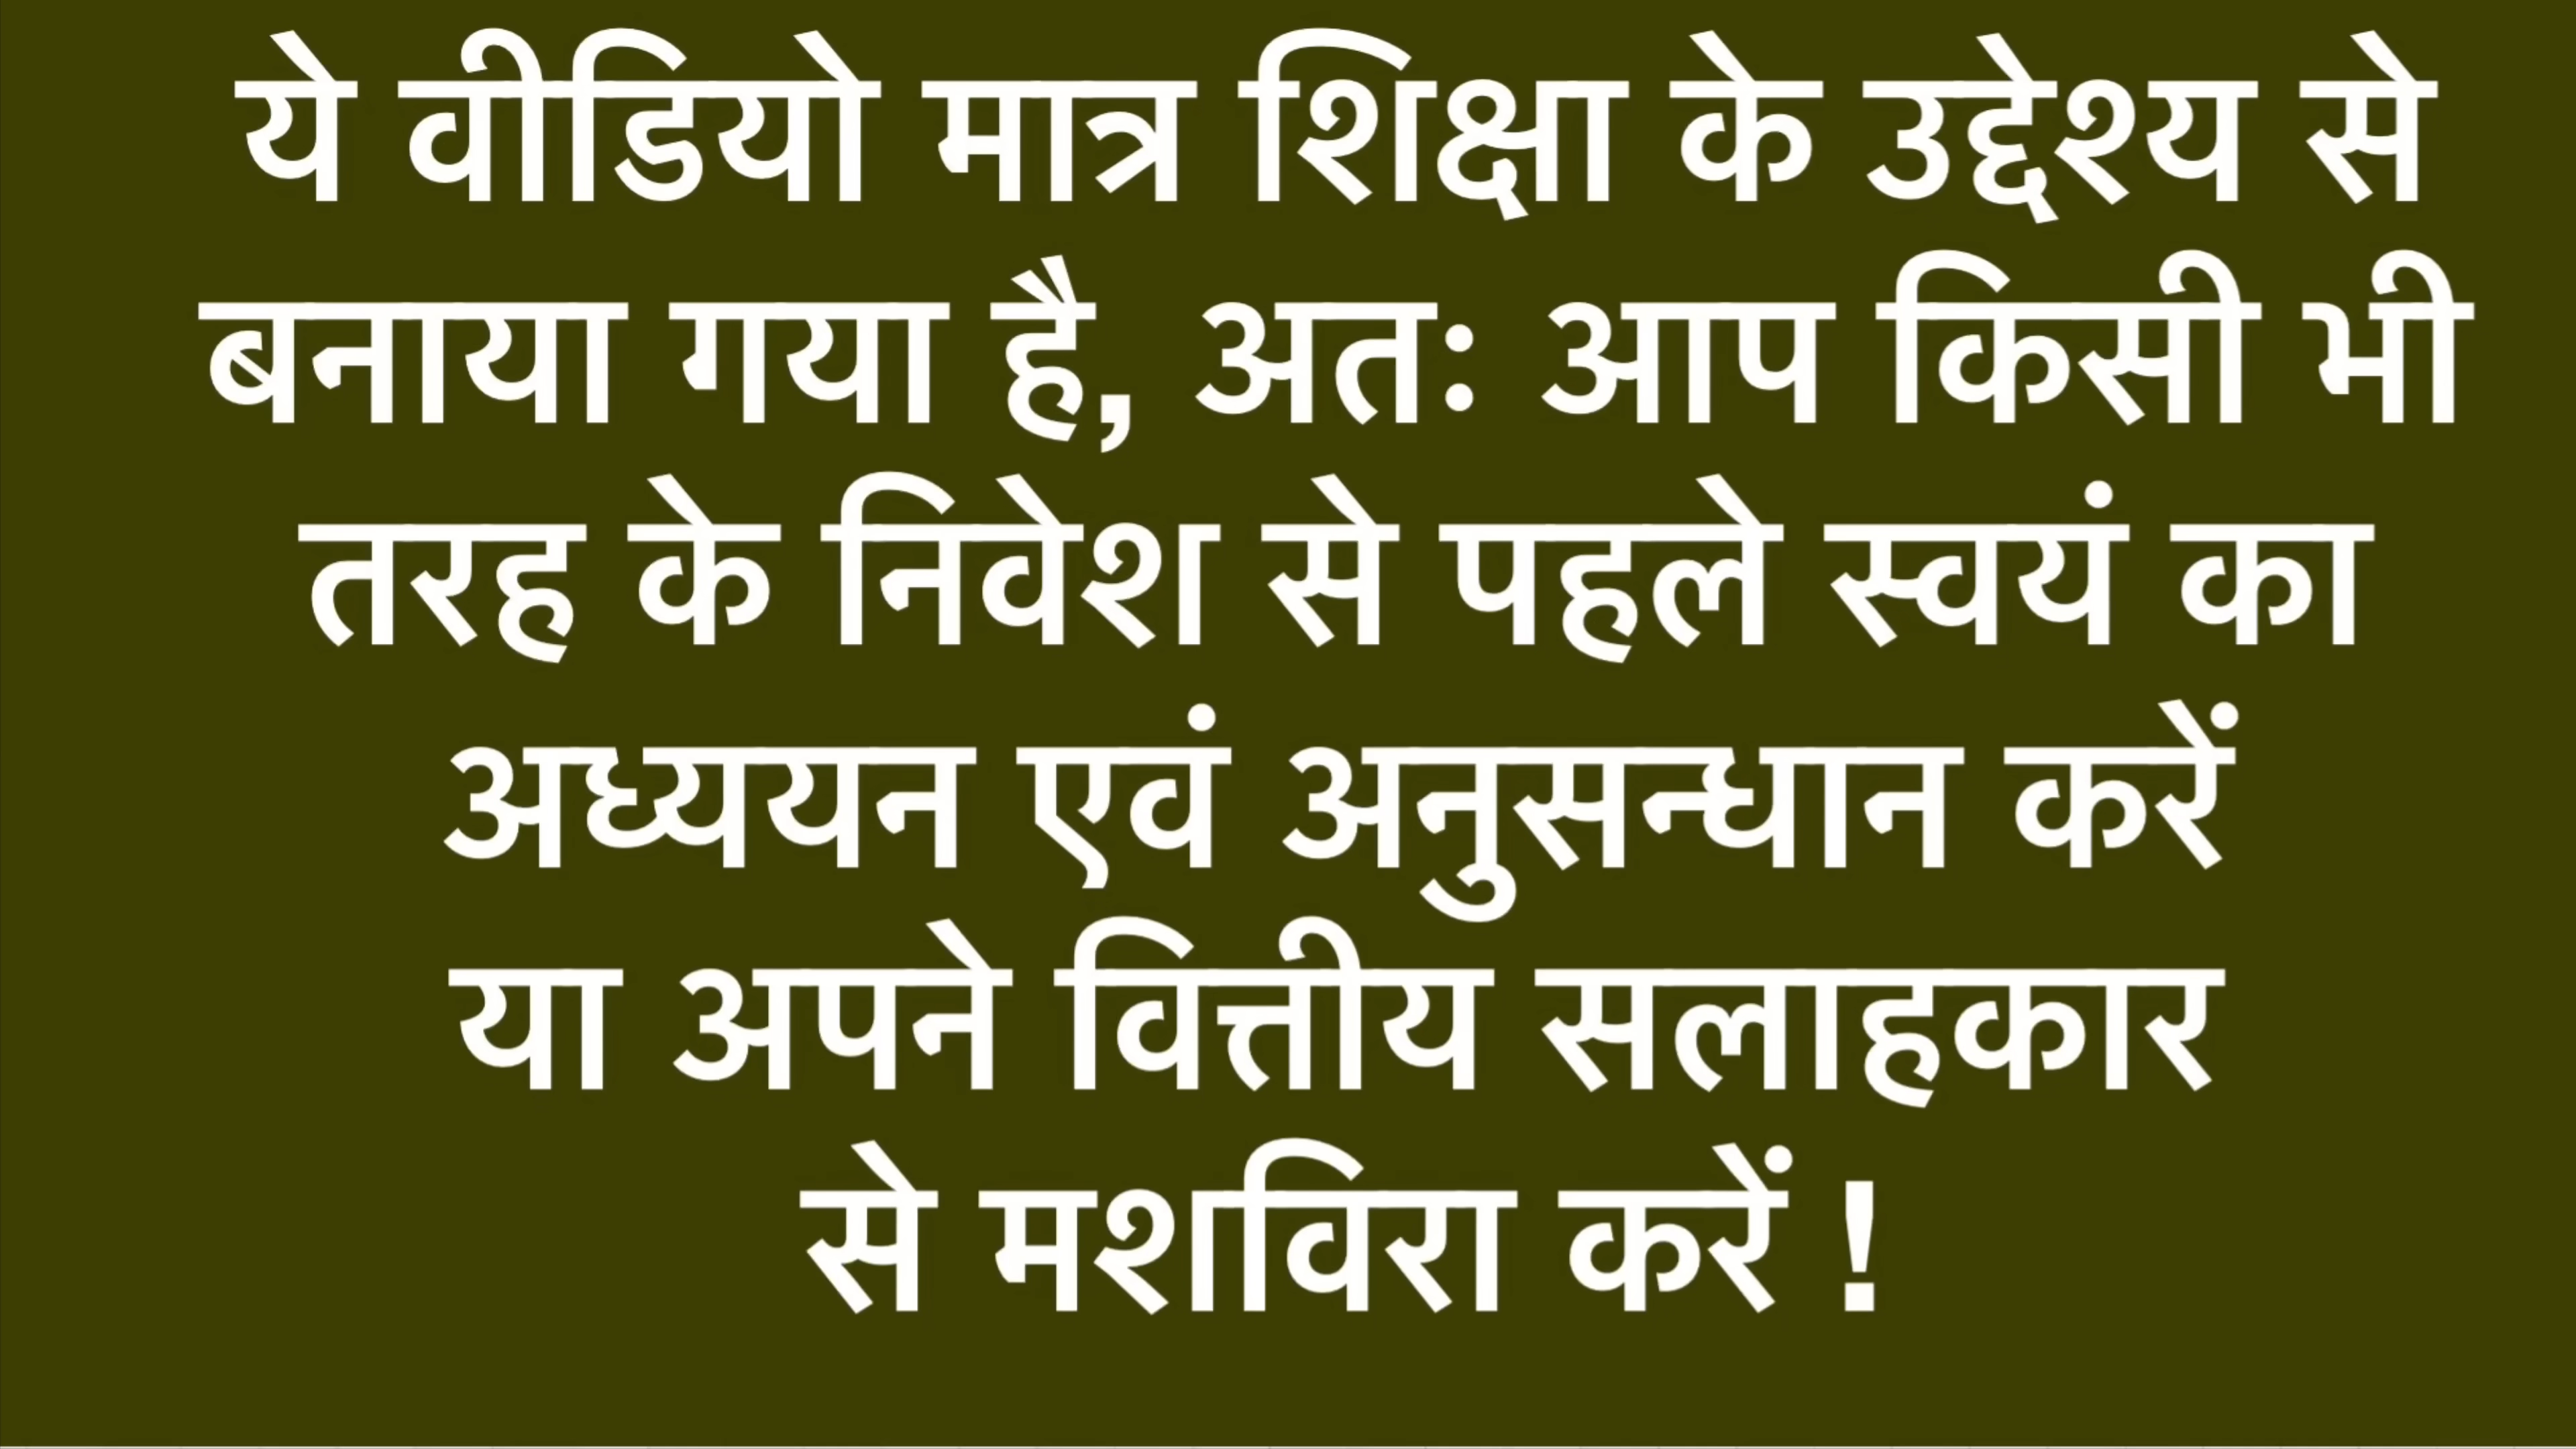 ये वीडियो मात्र शिक्षा के उद्देश्य से
बनाया गया है, अतः आप किसी भी
तरह के निवेश से पहले स्वयं का
अध्ययन एवं अनुसन्धान करें
या अपने वित्तीय सलाहकार
से मशविरा करें !